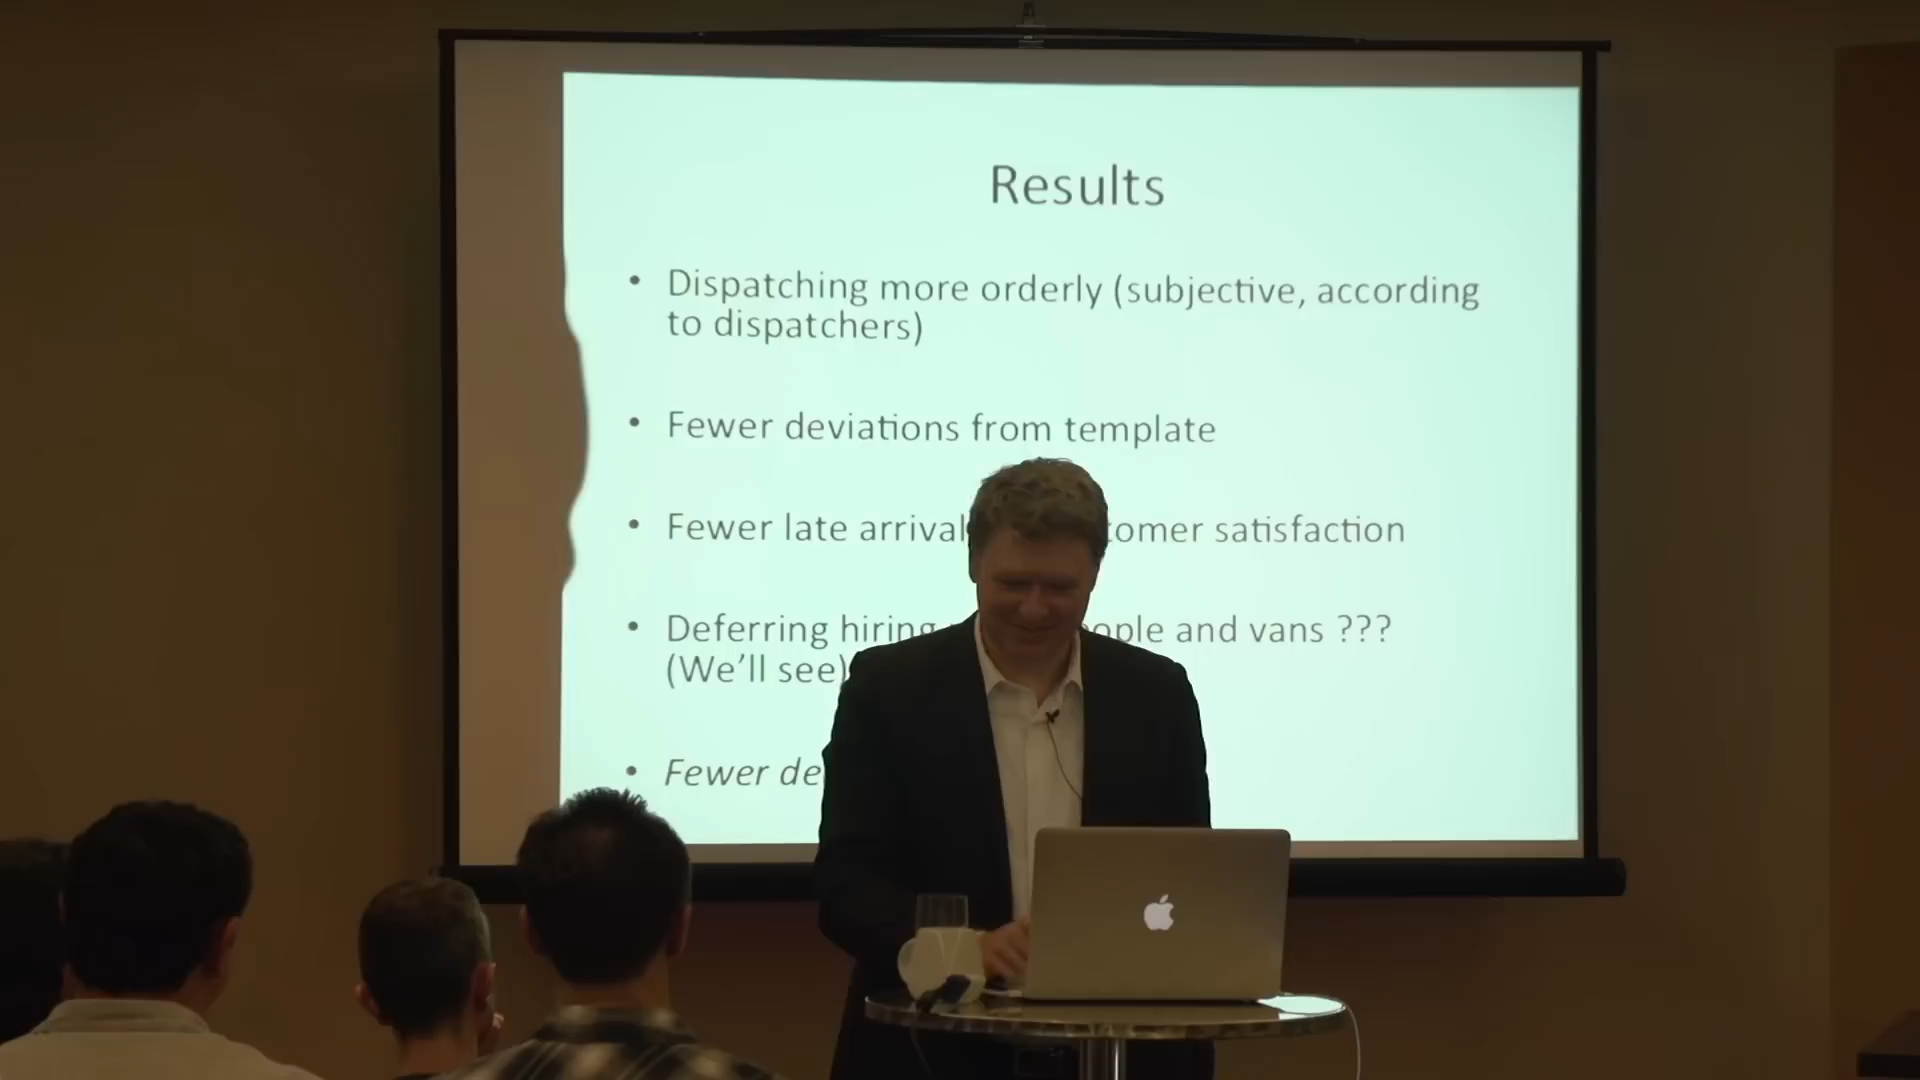 Results
• Dispatching more orderly (subjective, according
to dispatchers)
• Fewer deviations from template
• Fewer late arrival omer satisfaction
• Deferring hiring ople and vans ???
(We'll see)
• Fewer de